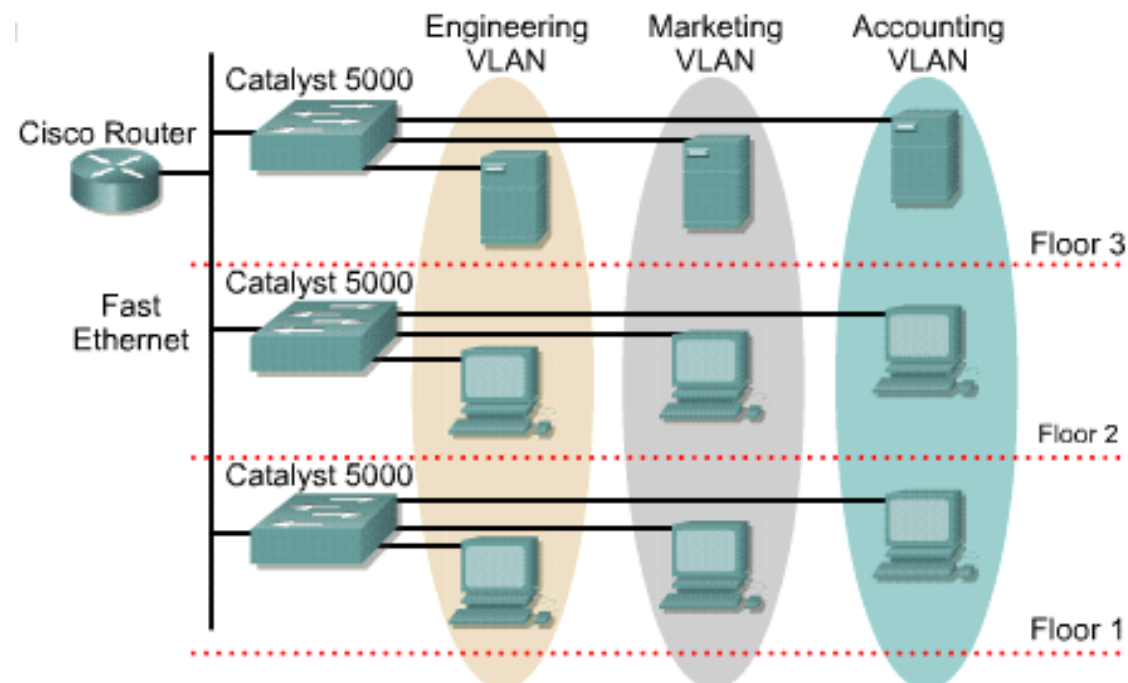 Engineering
VLAN
Marketing
VLAN
Accounting
VLAN
Catalyst 5000
Cisco Router
Floor 3
Catalyst 5000
Fast
Ethernet
Floor 2
Catalyst 5000
Floor 1